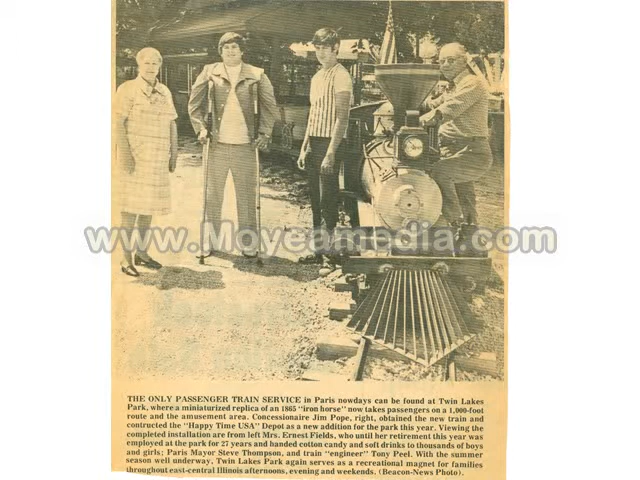 www.Moyeamedia.com
THE ONLY PASSENGER TRAIN SERVICE in Paris nowdays can be found at Twin Lakes
Park, where a miniaturized replica of an 1865 "iron horse" now takes passengers on a 1,000-foot
route and the amusement area. Concessionaire Jim Pope, right, obtained the new train and
contructed the "Happy Time USA" Depot as a new addition for the park this year. Viewing the
completed installation are from left Mrs. Ernest Fields, who until her retirement this year was
employed at the park for 27 years and handed cotton candy and soft drinks to thousands of boys
and girls; Paris Mayor Steve Thompson, and train "engineer" Tony Peel. With the summer
season well underway, Twin Lakes Park again serves as a recreational magnet for families
throughout east-central Illinois afternoons, evening and weekends. (Beacon-News Photo).